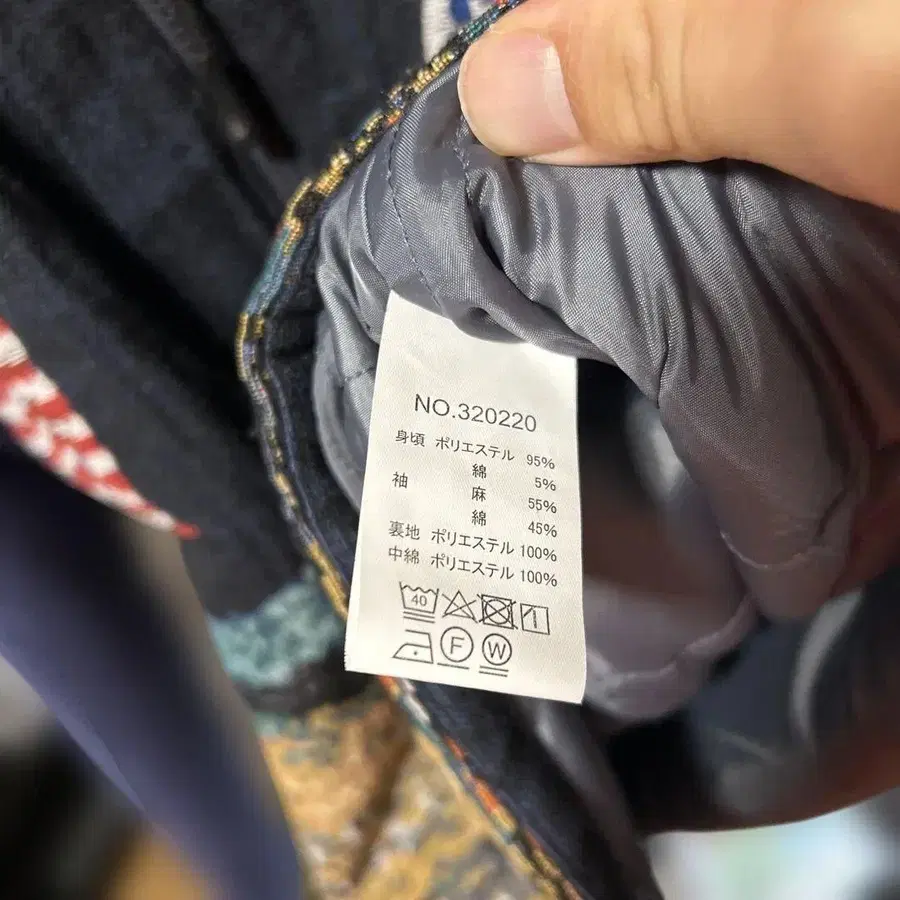 NO.320220
身頃 ポリエステル 95%
綿 5%
袖 麻 55%
綿 45%
裏地 ポリエステル 100%
中綿 ポリエステル 100%
40
F W